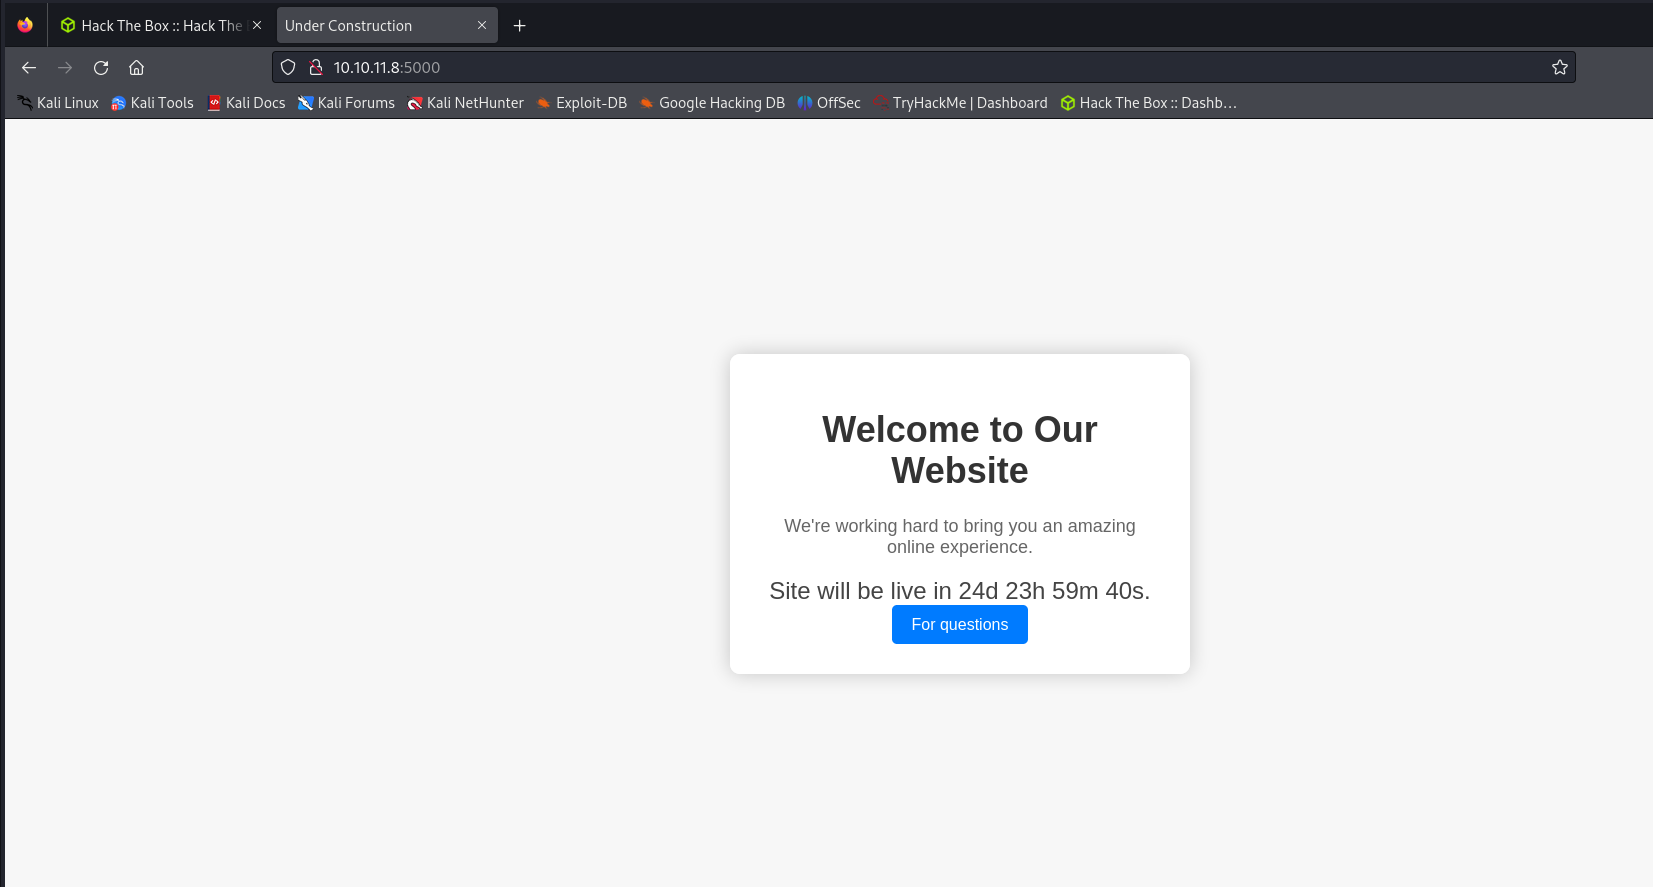 Hack The Box :: Hack The
Under Construction
10.10.11.8:5000
Kali Linux
Kali Tools
Kali Docs
Kali Forums
Kali NetHunter
Exploit-DB
Google Hacking DB
OffSec
TryHackMe | Dashboard
Hack The Box :: Dashb…
Welcome to Our
Website
We're working hard to bring you an amazing
online experience.
Site will be live in 24d 23h 59m 40s.
For questions